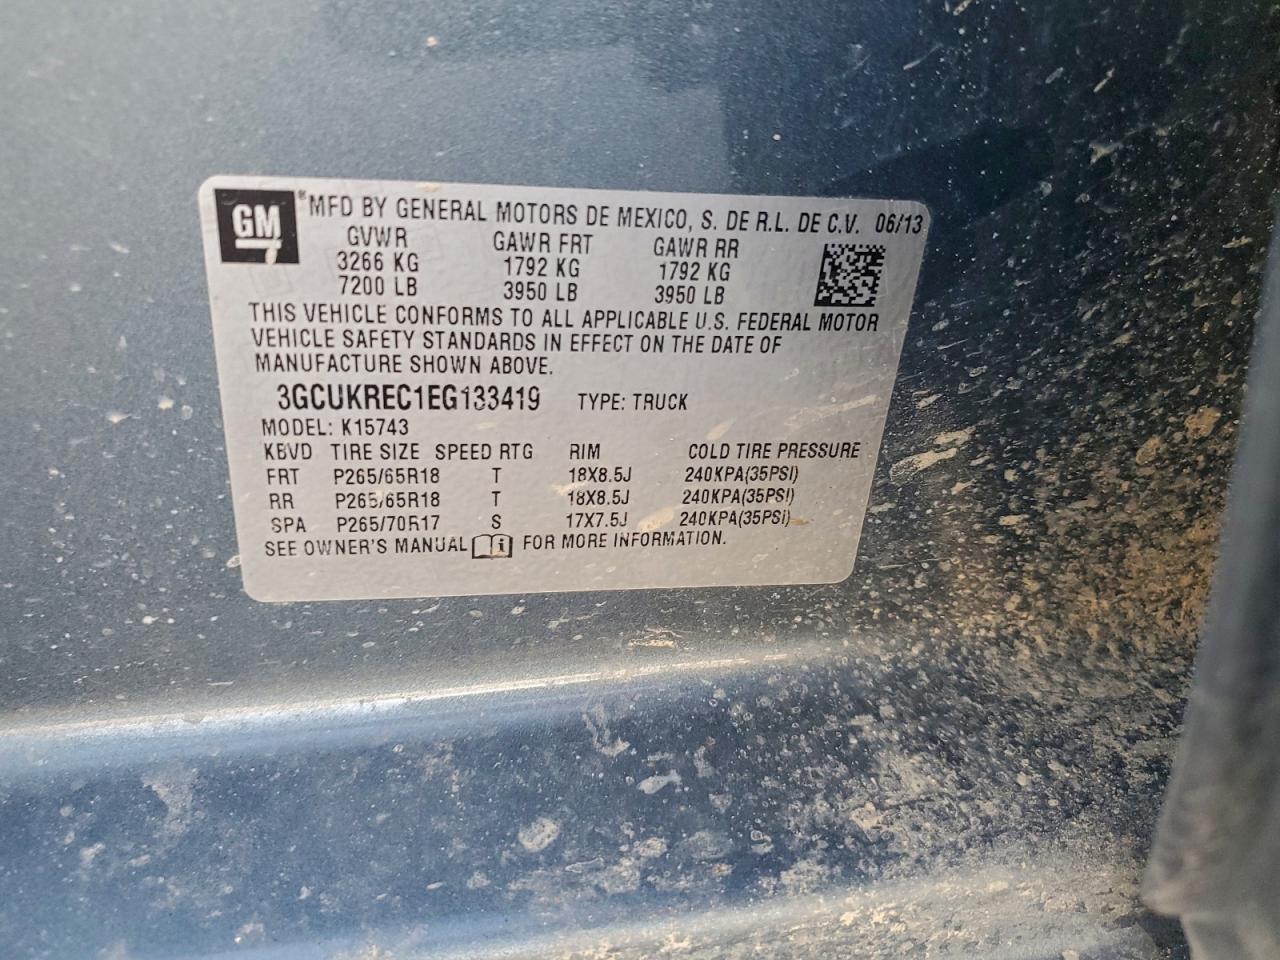 GM ® MFD BY GENERAL MOTORS DE MEXICO, S. DE R.L. DE C.V. 06/13
GVWR GAWR FRT GAWR RR
3266 KG 1792 KG 1792 KG
7200 LB 3950 LB 3950 LB
THIS VEHICLE CONFORMS TO ALL APPLICABLE U.S. FEDERAL MOTOR
VEHICLE SAFETY STANDARDS IN EFFECT ON THE DATE OF
MANUFACTURE SHOWN ABOVE.
3GCUKREC1EG133419 TYPE: TRUCK
MODEL: K15743
KBVD TIRE SIZE SPEED RTG RIM COLD TIRE PRESSURE
FRT P265/65R18 T 18X8.5J 240KPA(35PSI)
RR P265/65R18 T 18X8.5J 240KPA(35PSI)
SPA P265/70R17 S 17X7.5J 240KPA(35PSI)
SEE OWNER'S MANUAL i FOR MORE INFORMATION.